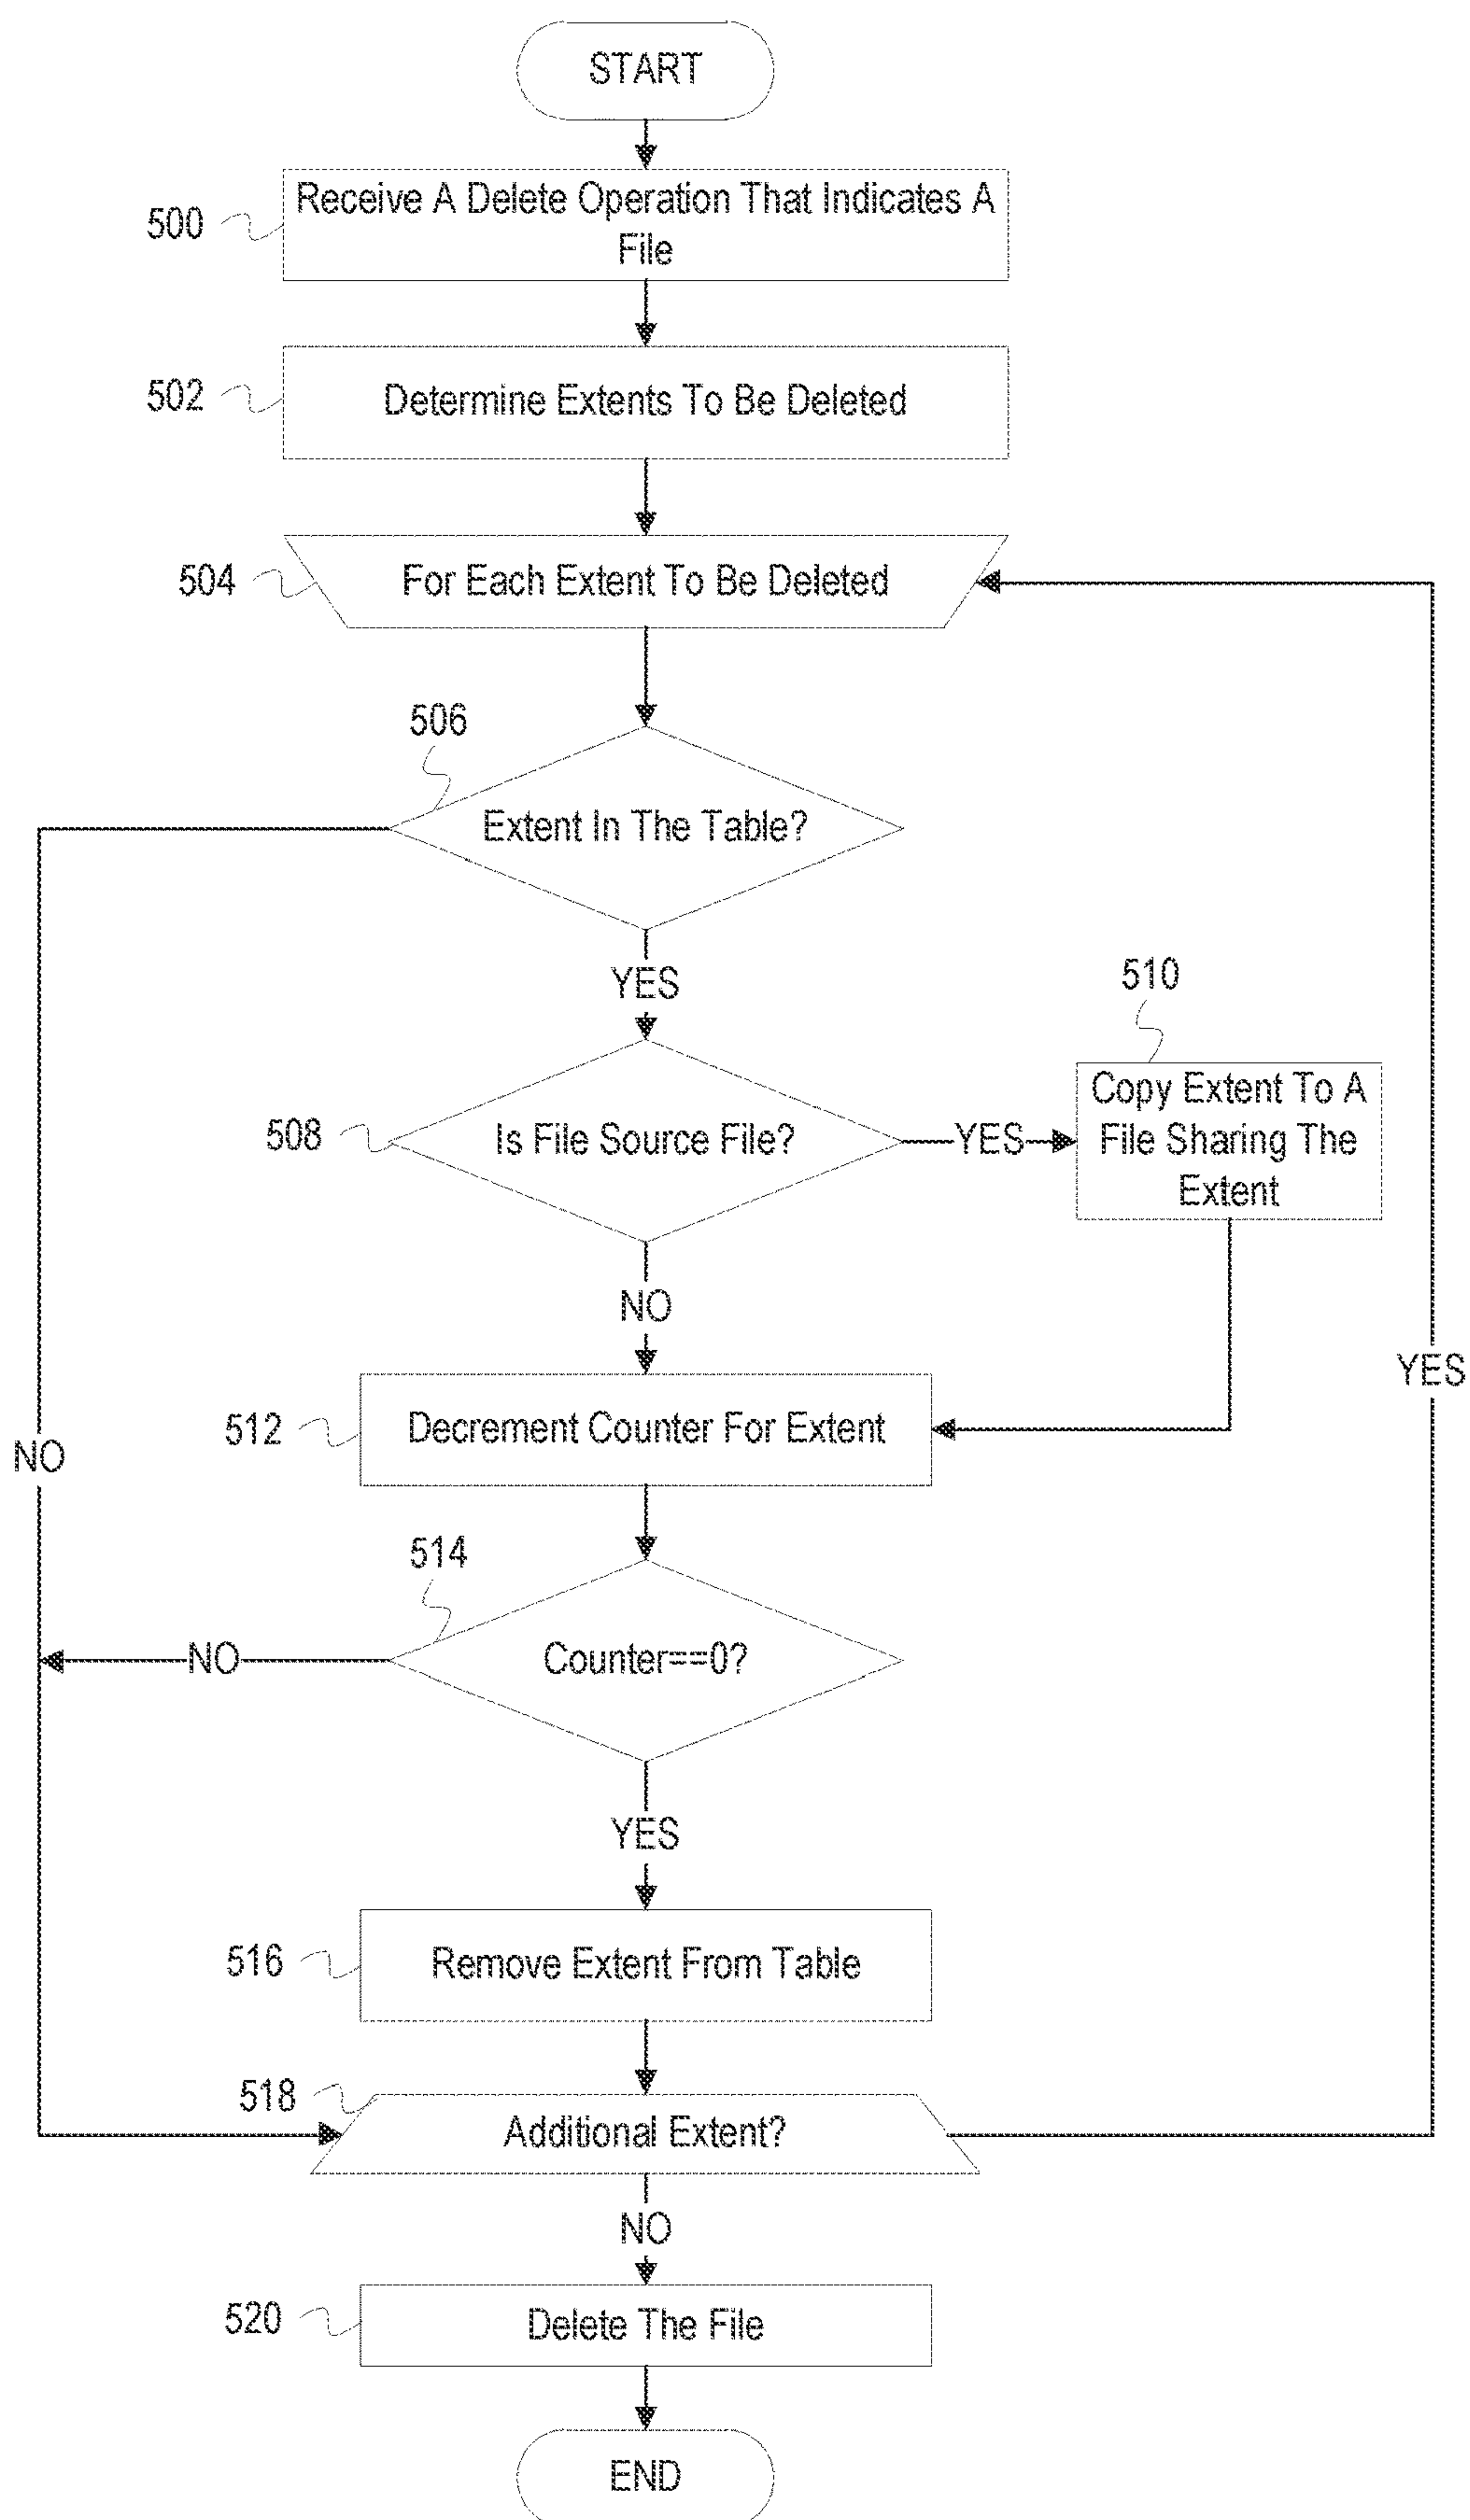 START
500
Receive A Delete Operation That Indicates A
File
502
Determine Extents To Be Deleted
504
For Each Extent To Be Deleted
506
Extent In The Table?
YES
510
508
Is File Source File?
YES
Copy Extent To A
File Sharing The
Extent
NO
YES
512
Decrement Counter For Extent
NO
514
Counter==0?
NO
YES
516
Remove Extent From Table
518
Additional Extent?
NO
520
Delete The File
END